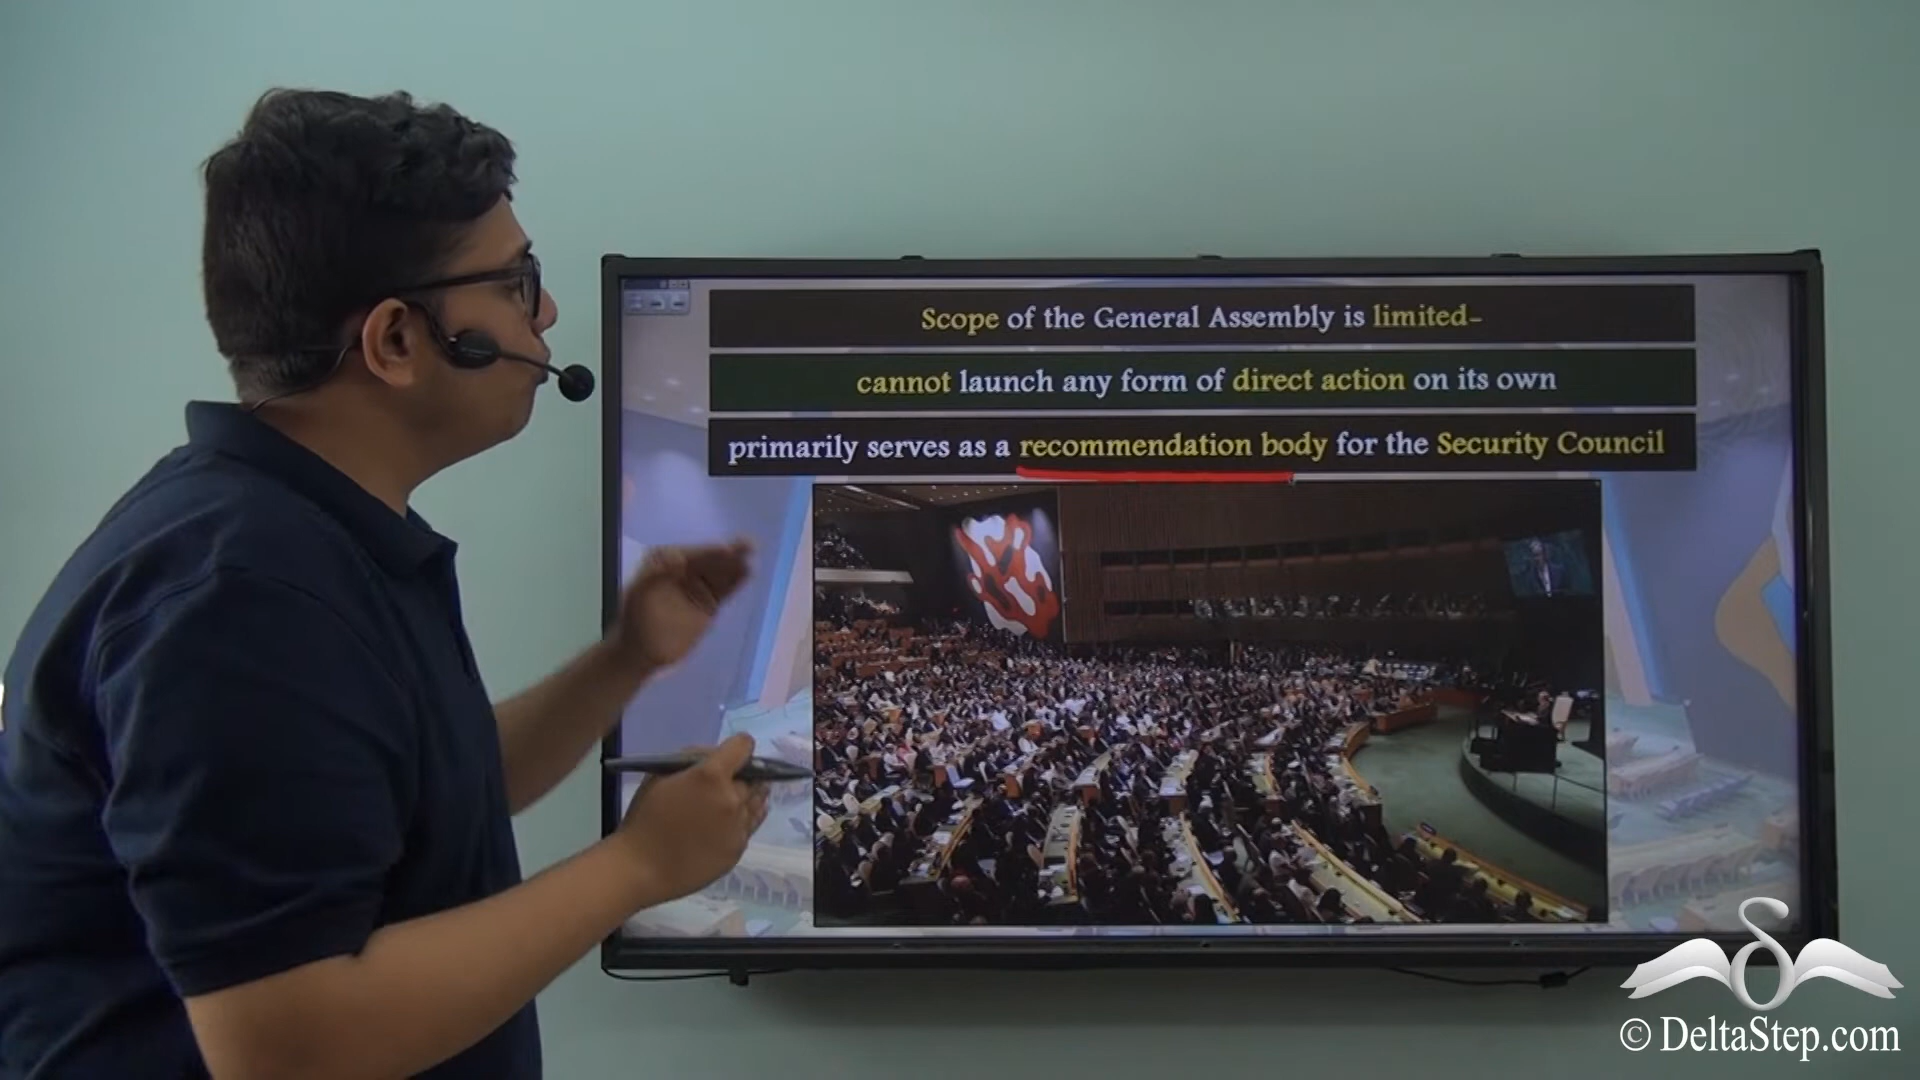 Scope of the General Assembly is limited-
cannot launch any form of direct action on its own
primarily serves as a recommendation body for the Security Council
© DeltaStep.com